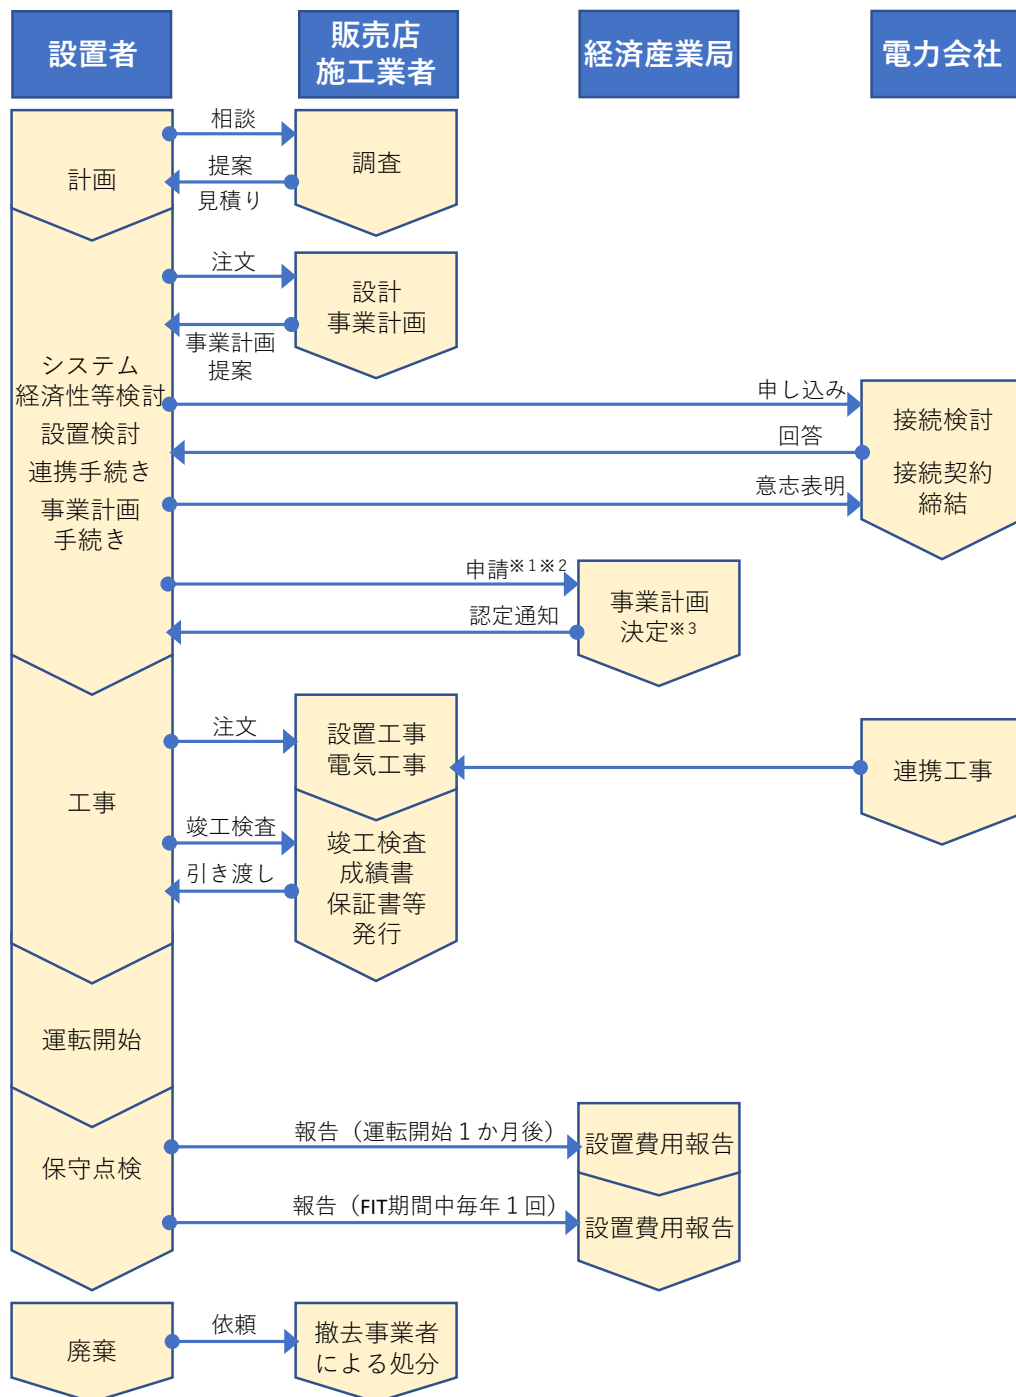 設置者
販売店
施工業者
経済産業局
電力会社
計画
相談
提案
見積り
調査
注文
設計
事業計画
事業計画
提案
システム
経済性等検討
設置検討
連携手続き
事業計画
手続き
申し込み
回答
意志表明
接続検討
接続契約
締結
申請※1※2
認定通知
事業計画
決定※3
工事
注文
設置工事
電気工事
連携工事
竣工検査
引き渡し
竣工検査
成績書
保証書等
発行
運転開始
保守点検
報告（運転開始１か月後）
設置費用報告
報告（FIT期間中毎年１回）
設置費用報告
廃棄
依頼
撤去事業者
による処分